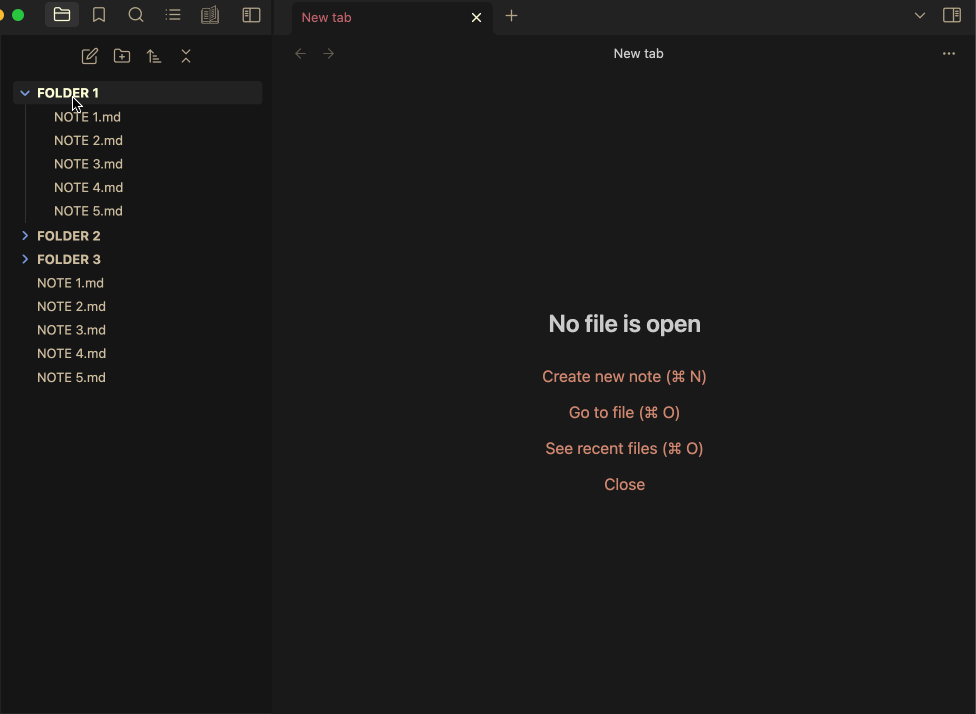 New tab
New tab
FOLDER 1
NOTE 1.md
NOTE 2.md
NOTE 3.md
NOTE 4.md
NOTE 5.md
FOLDER 2
FOLDER 3
NOTE 1.md
NOTE 2.md
NOTE 3.md
NOTE 4.md
NOTE 5.md
No file is open
Create new note (⌘ N)
Go to file (⌘ O)
See recent files (⌘ O)
Close